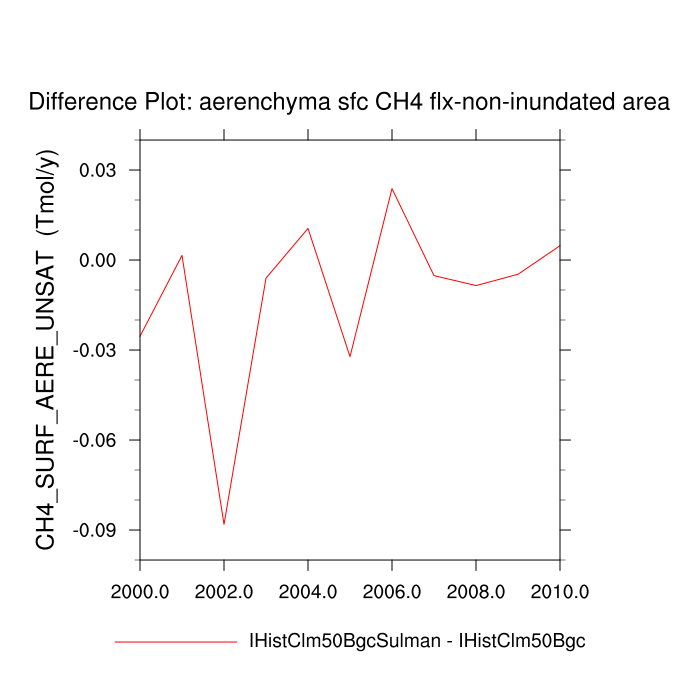 Difference Plot: aerenchyma sfc CH4 flx-non-inundated area
CH4_SURF_AERE_UNSAT (Tmol/y)
0.03
0.00
-0.03
-0.06
-0.09
2000.0 2002.0 2004.0 2006.0 2008.0 2010.0
IHistClm50BgcSulman - IHistClm50Bgc